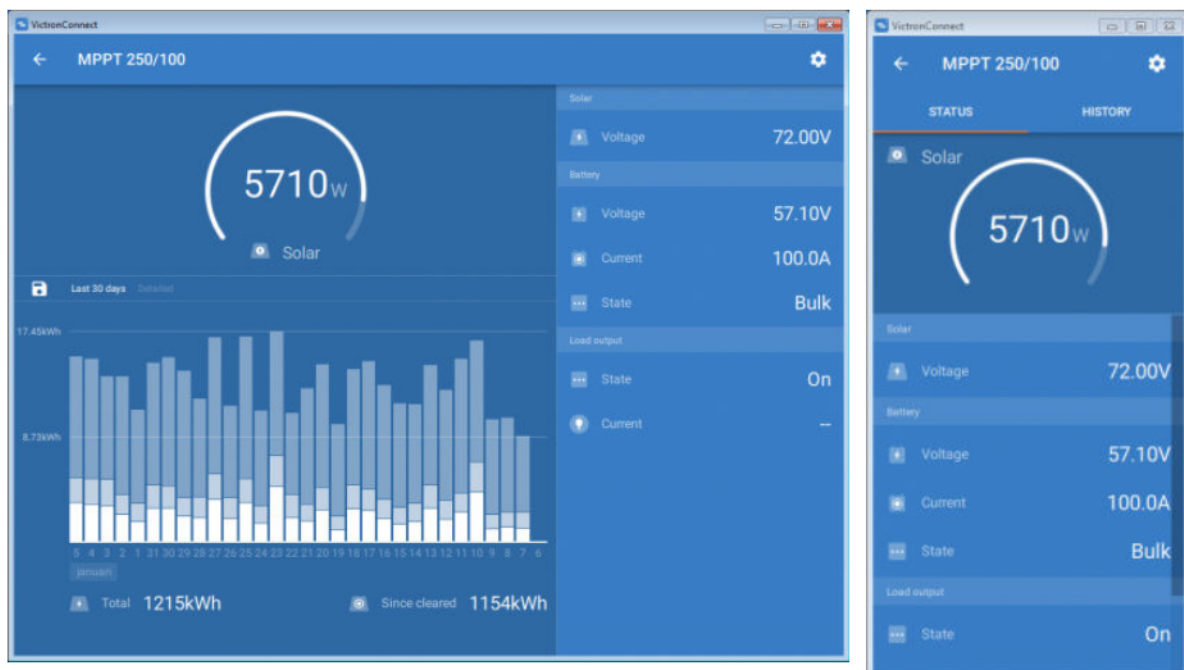 VictronConnect
MPPT 250/100
5710W
Solar
Last 30 days Detailed
17.45kWh
8.73kWh
5 4 3 2 1 31 30 29 28 27 26 25 24 23 22 21 20 19 18 17 16 15 14 13 12 11 10 9 8 7 6
januari
Total 1215kWh
Since cleared 1154kWh
Solar
Voltage 72.00V
Battery
Voltage 57.10V
Current 100.0A
State Bulk
Load output
State On
Current --
VictronConnect
MPPT 250/100
STATUS HISTORY
Solar
5710W
Solar
Voltage 72.00V
Battery
Voltage 57.10V
Current 100.0A
State Bulk
Load output
State On